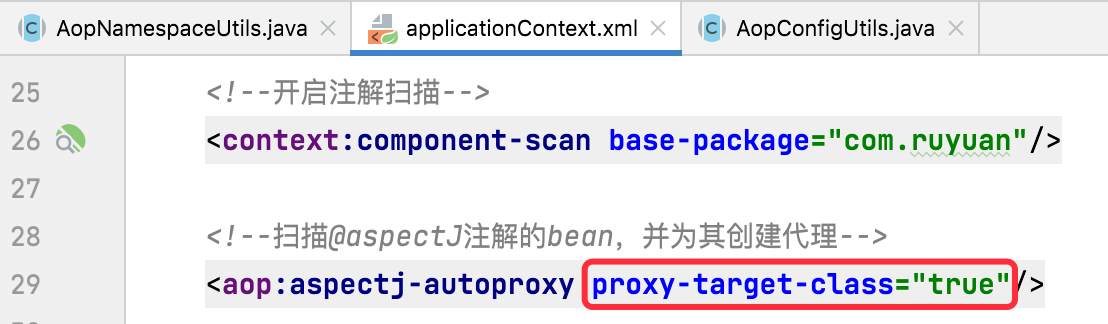 AopNamespaceUtils.java applicationContext.xml AopConfigUtils.java
25 <!--开启注解扫描-->
26 <context:component-scan base-package="com.ruyuan"/>
27
28 <!--扫描@aspectJ注解的bean，并为其创建代理-->
29 <aop:aspectj-autoproxy proxy-target-class="true"/>